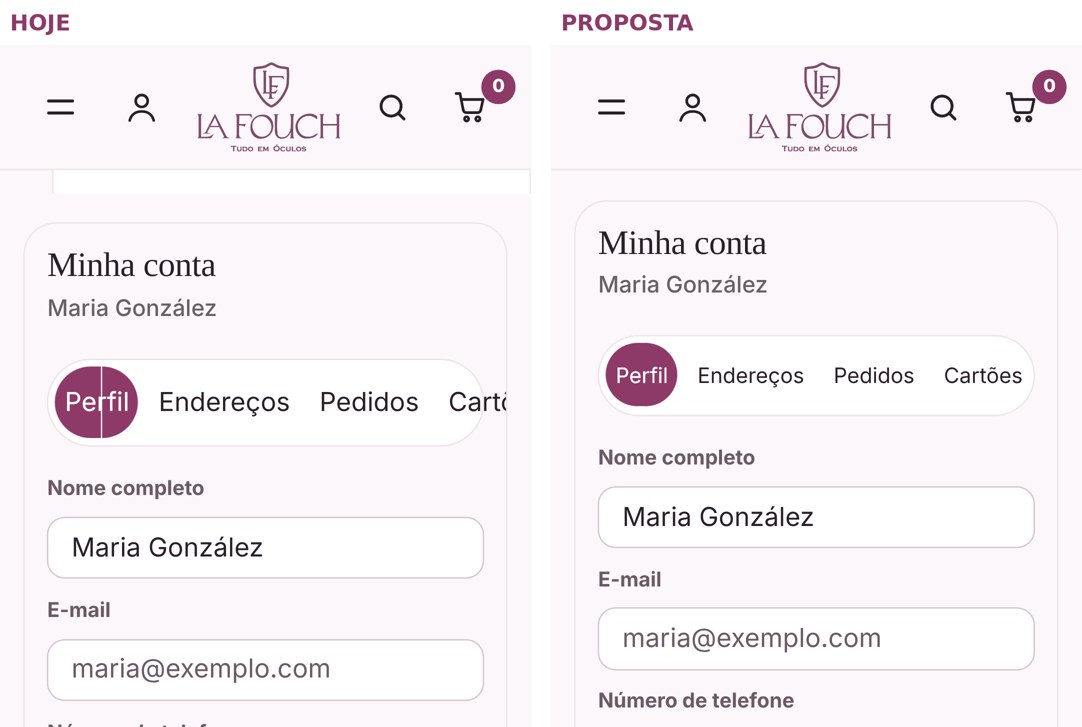 HOJE
0
LF
LA FOUCH
Tudo em Óculos
Minha conta
Maria González
Perfil Endereços Pedidos
Nome completo
Maria González
E-mail
maria@exemplo.com
PROPOSTA
0
LF
LA FOUCH
Tudo em Óculos
Minha conta
Maria González
Perfil Endereços Pedidos Cartões
Nome completo
Maria González
E-mail
maria@exemplo.com
Número de telefone